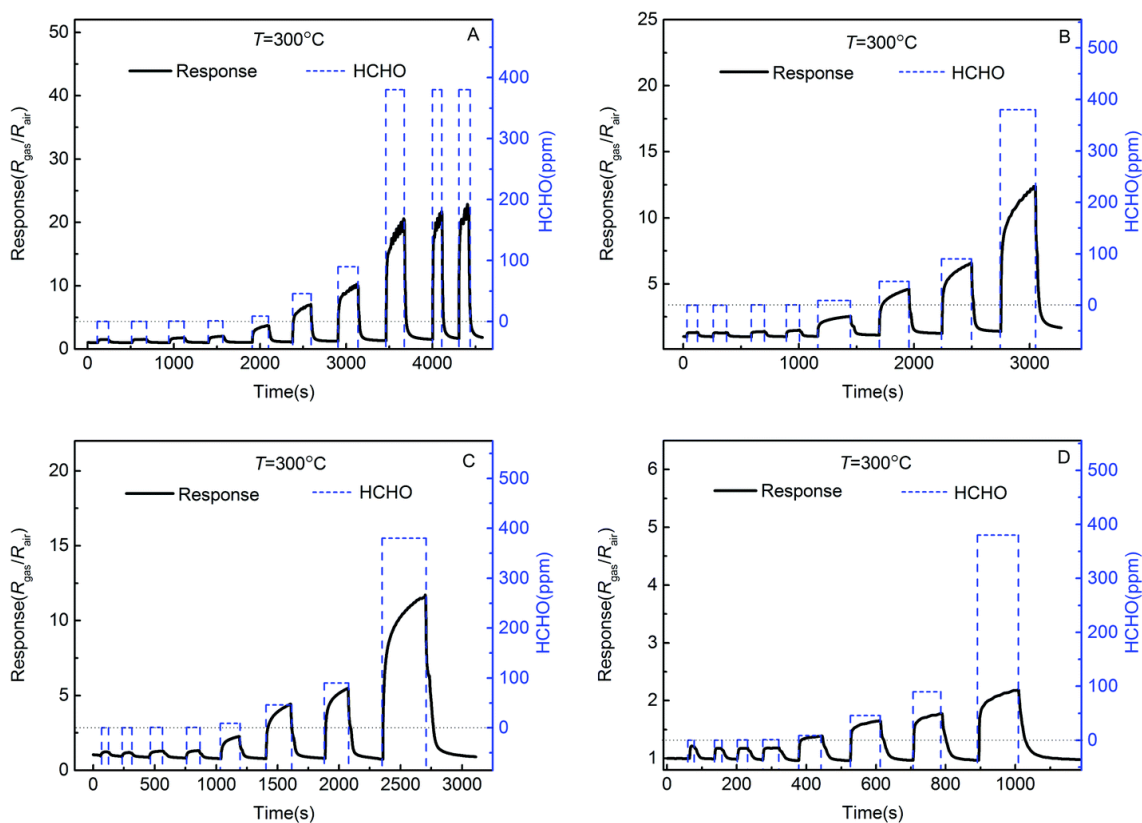 A
T=300°C
Response
HCHO
50
40
30
20
10
0
400
300
200
100
0
0
1000
2000
3000
4000
Response(Rgas/Rair)
HCHO(ppm)
Time(s)
B
T=300°C
Response
HCHO
25
20
15
10
5
500
400
300
200
100
0
0
1000
2000
3000
Response(Rgas/Rair)
HCHO(ppm)
Time(s)
C
T=300°C
Response
HCHO
20
15
10
5
0
500
400
300
200
100
0
0
500
1000
1500
2000
2500
3000
Response(Rgas/Rair)
HCHO(ppm)
Time(s)
D
T=300°C
Response
HCHO
6
5
4
3
2
1
500
400
300
200
100
0
0
200
400
600
800
1000
Response(Rgas/Rair)
HCHO(ppm)
Time(s)